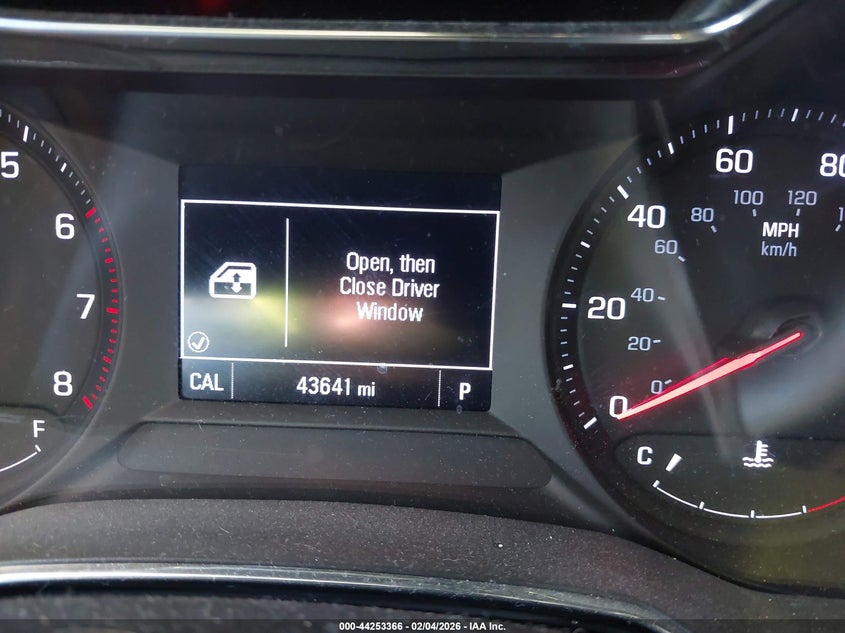 5
6
7
8
F
Open, then
Close Driver
Window
CAL
43641 mi
P
0
20
40
60
80
0
20
40
60
80
100
120
MPH
km/h
C
000-44253366 - 02/04/2026 - IAA Inc.